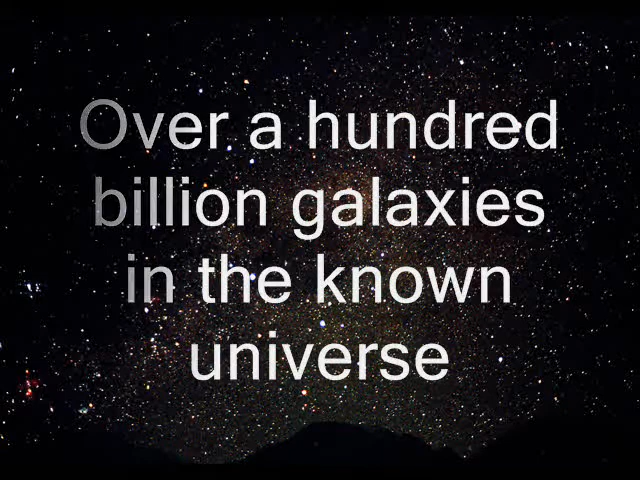 Over a hundred
billion galaxies
in the known
universe